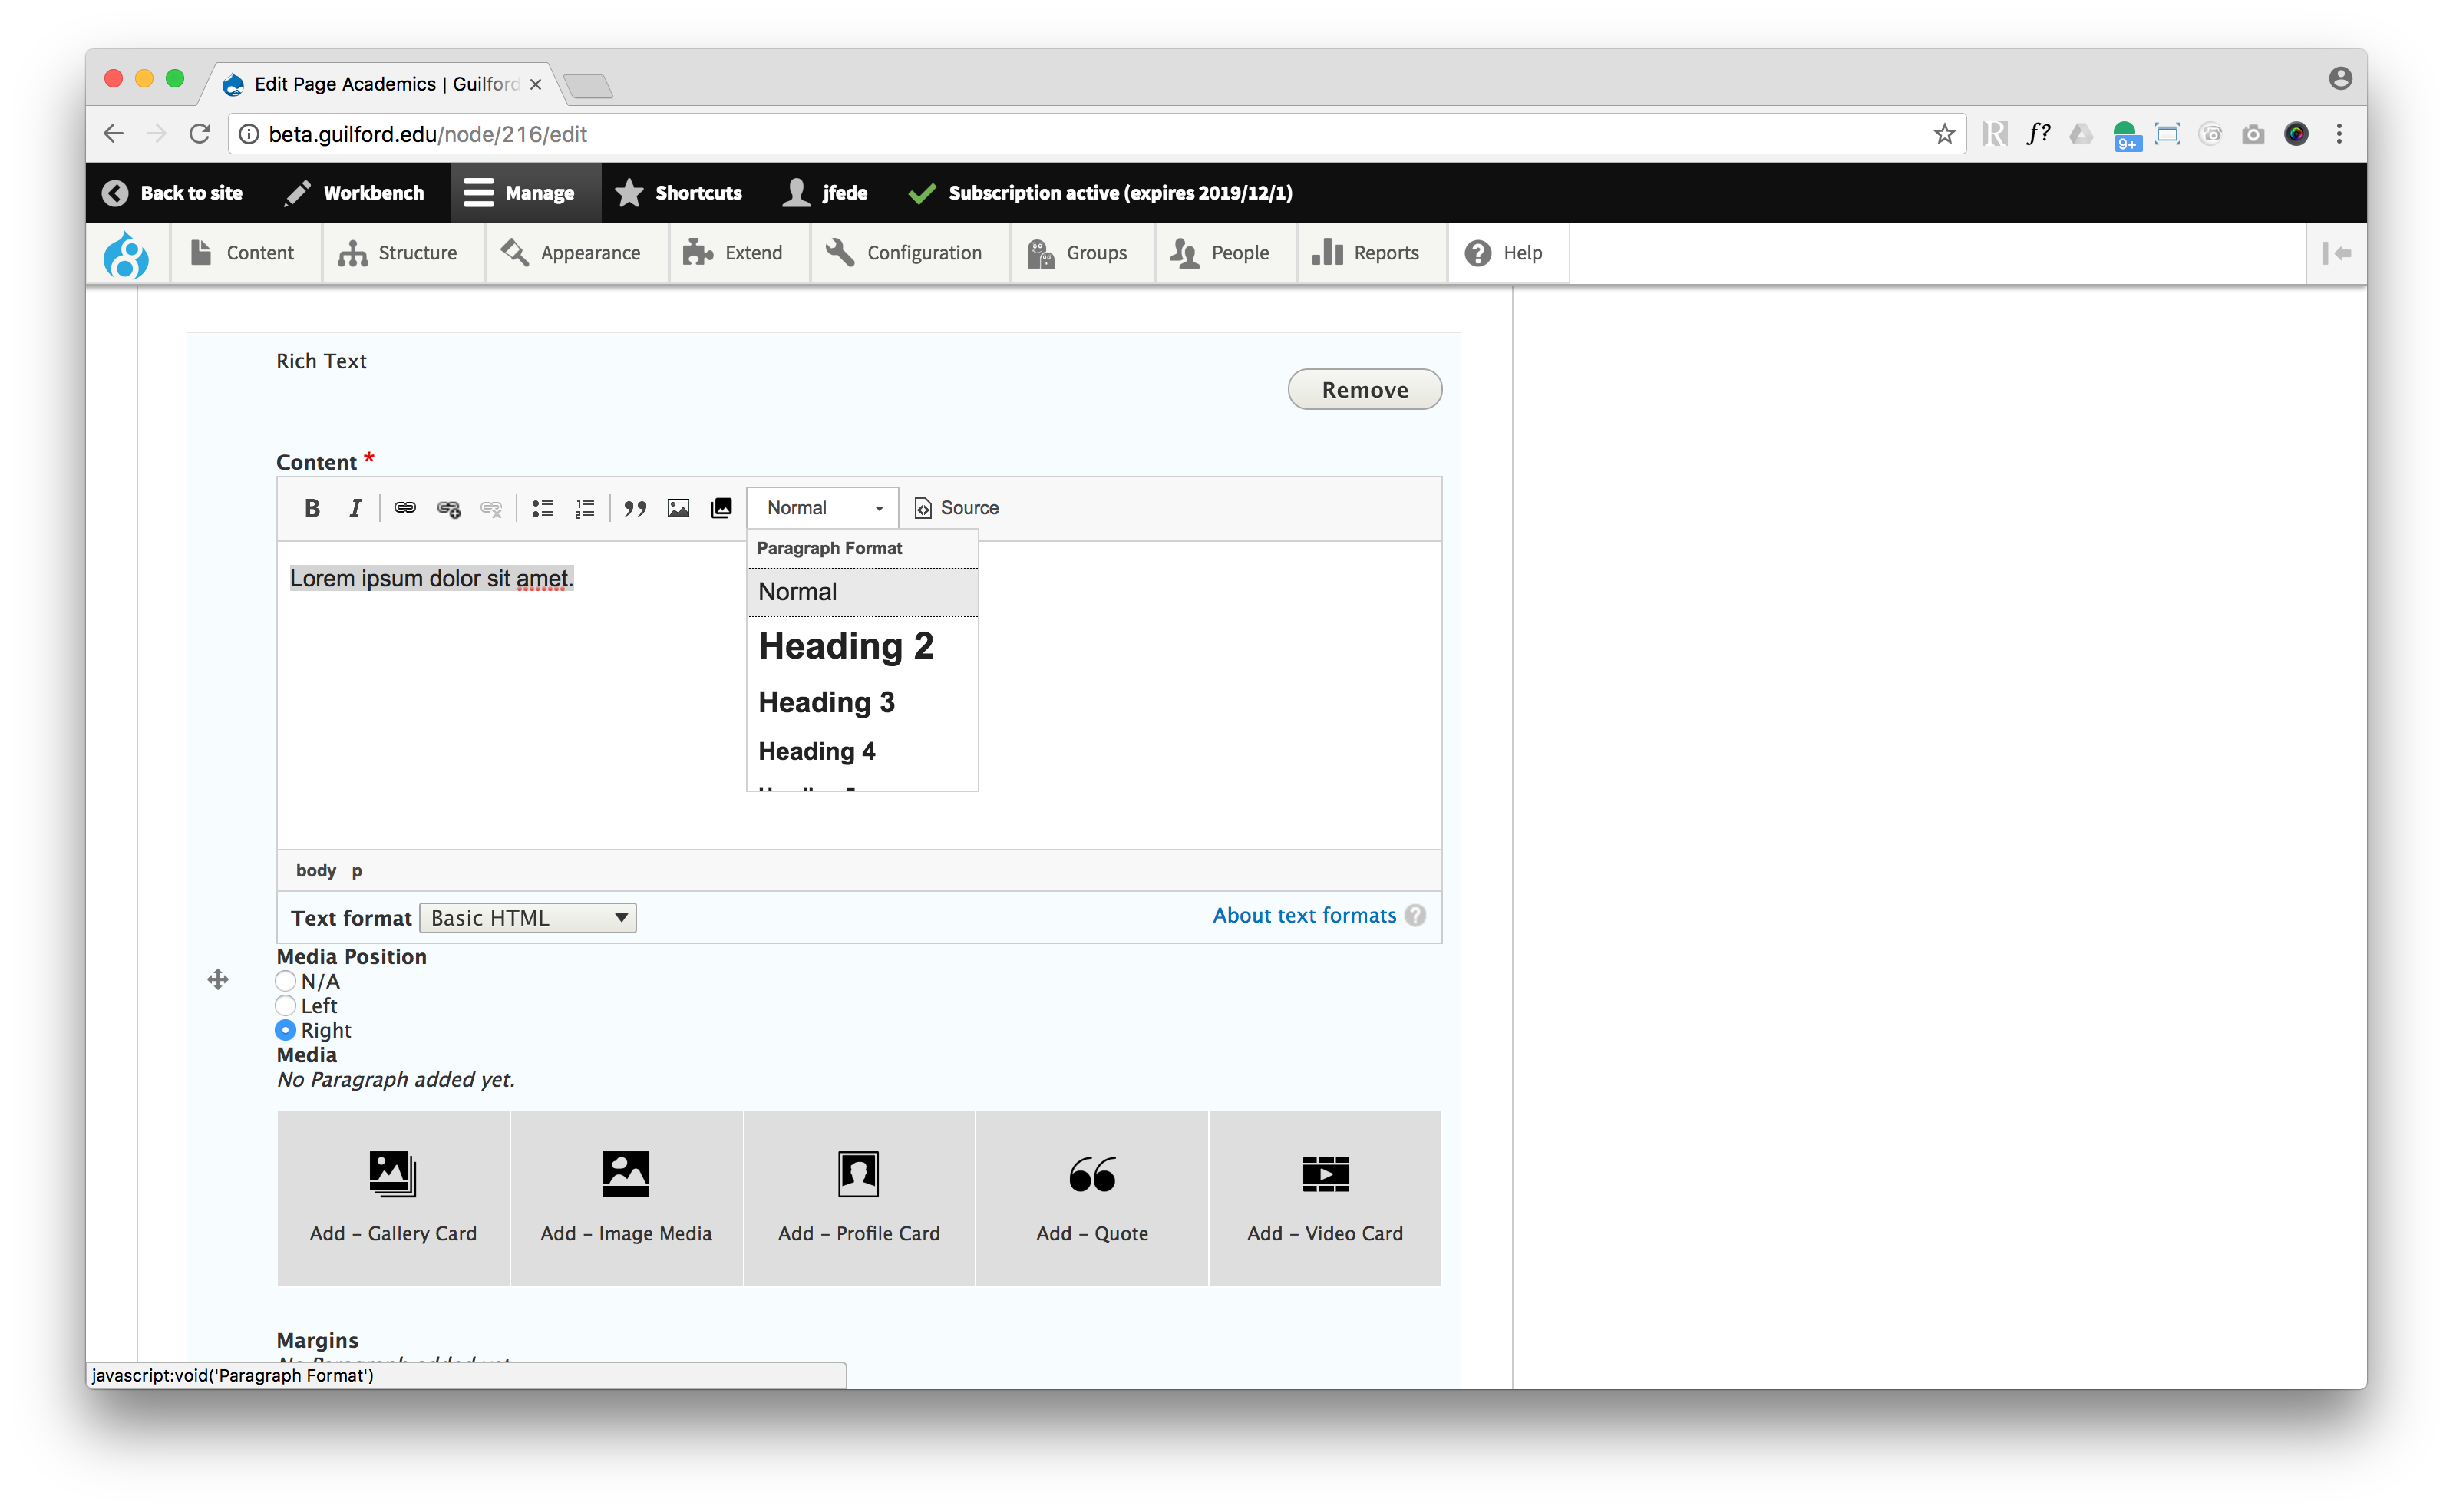 Edit Page Academics | Guilford
beta.guilford.edu/node/216/edit
R f? 9+
Back to site Workbench Manage Shortcuts jfede Subscription active (expires 2019/12/1)
Content Structure Appearance Extend Configuration Groups People Reports Help
Rich Text
Remove
Content *
B I Normal Source
Paragraph Format
Lorem ipsum dolor sit amet.
Normal
Heading 2
Heading 3
Heading 4
body p
Text format Basic HTML About text formats ?
Media Position
N/A
Left
Right
Media
No Paragraph added yet.
Add – Gallery Card Add – Image Media Add – Profile Card Add – Quote Add – Video Card
Margins
javascript:void('Paragraph Format')